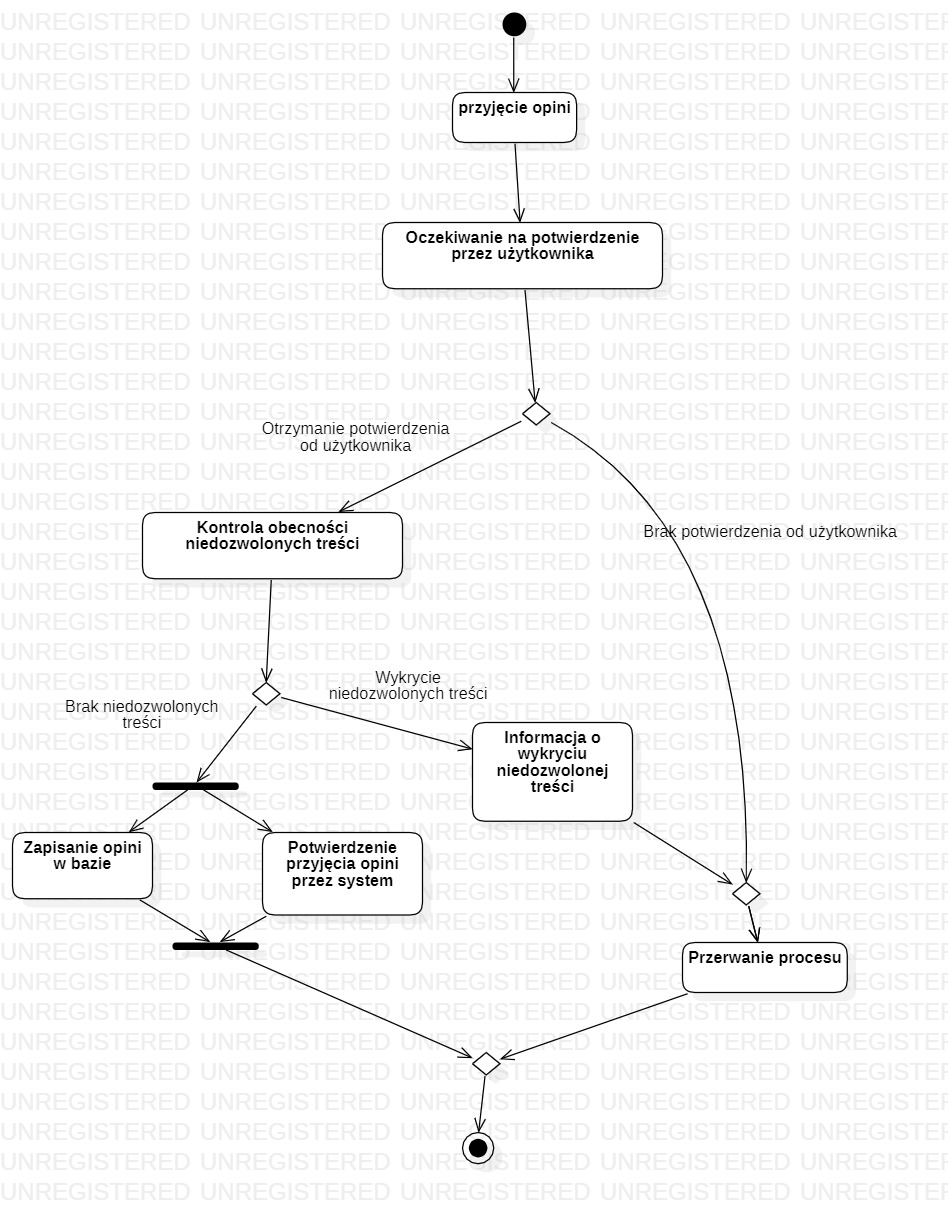 przyjęcie opini
Oczekiwanie na potwierdzenie
przez użytkownika
Otrzymanie potwierdzenia
od użytkownika
Brak potwierdzenia od użytkownika
Kontrola obecności
niedozwolonych treści
Wykrycie
niedozwolonych treści
Brak niedozwolonych
treści
Informacja o
wykryciu
niedozwolonej
treści
Zapisanie opini
w bazie
Potwierdzenie
przyjęcia opini
przez system
Przerwanie procesu
UNREGISTERED